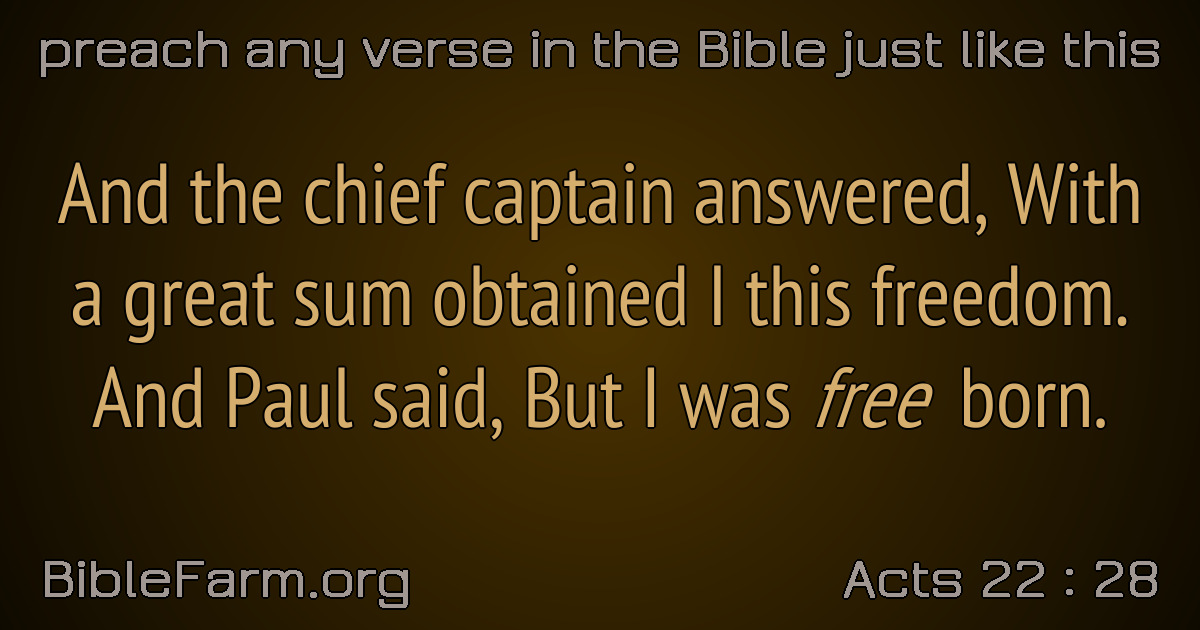 preach any verse in the Bible just like this
And the chief captain answered, With
a great sum obtained I this freedom.
And Paul said, But I was free born.
BibleFarm.org
Acts 22 : 28